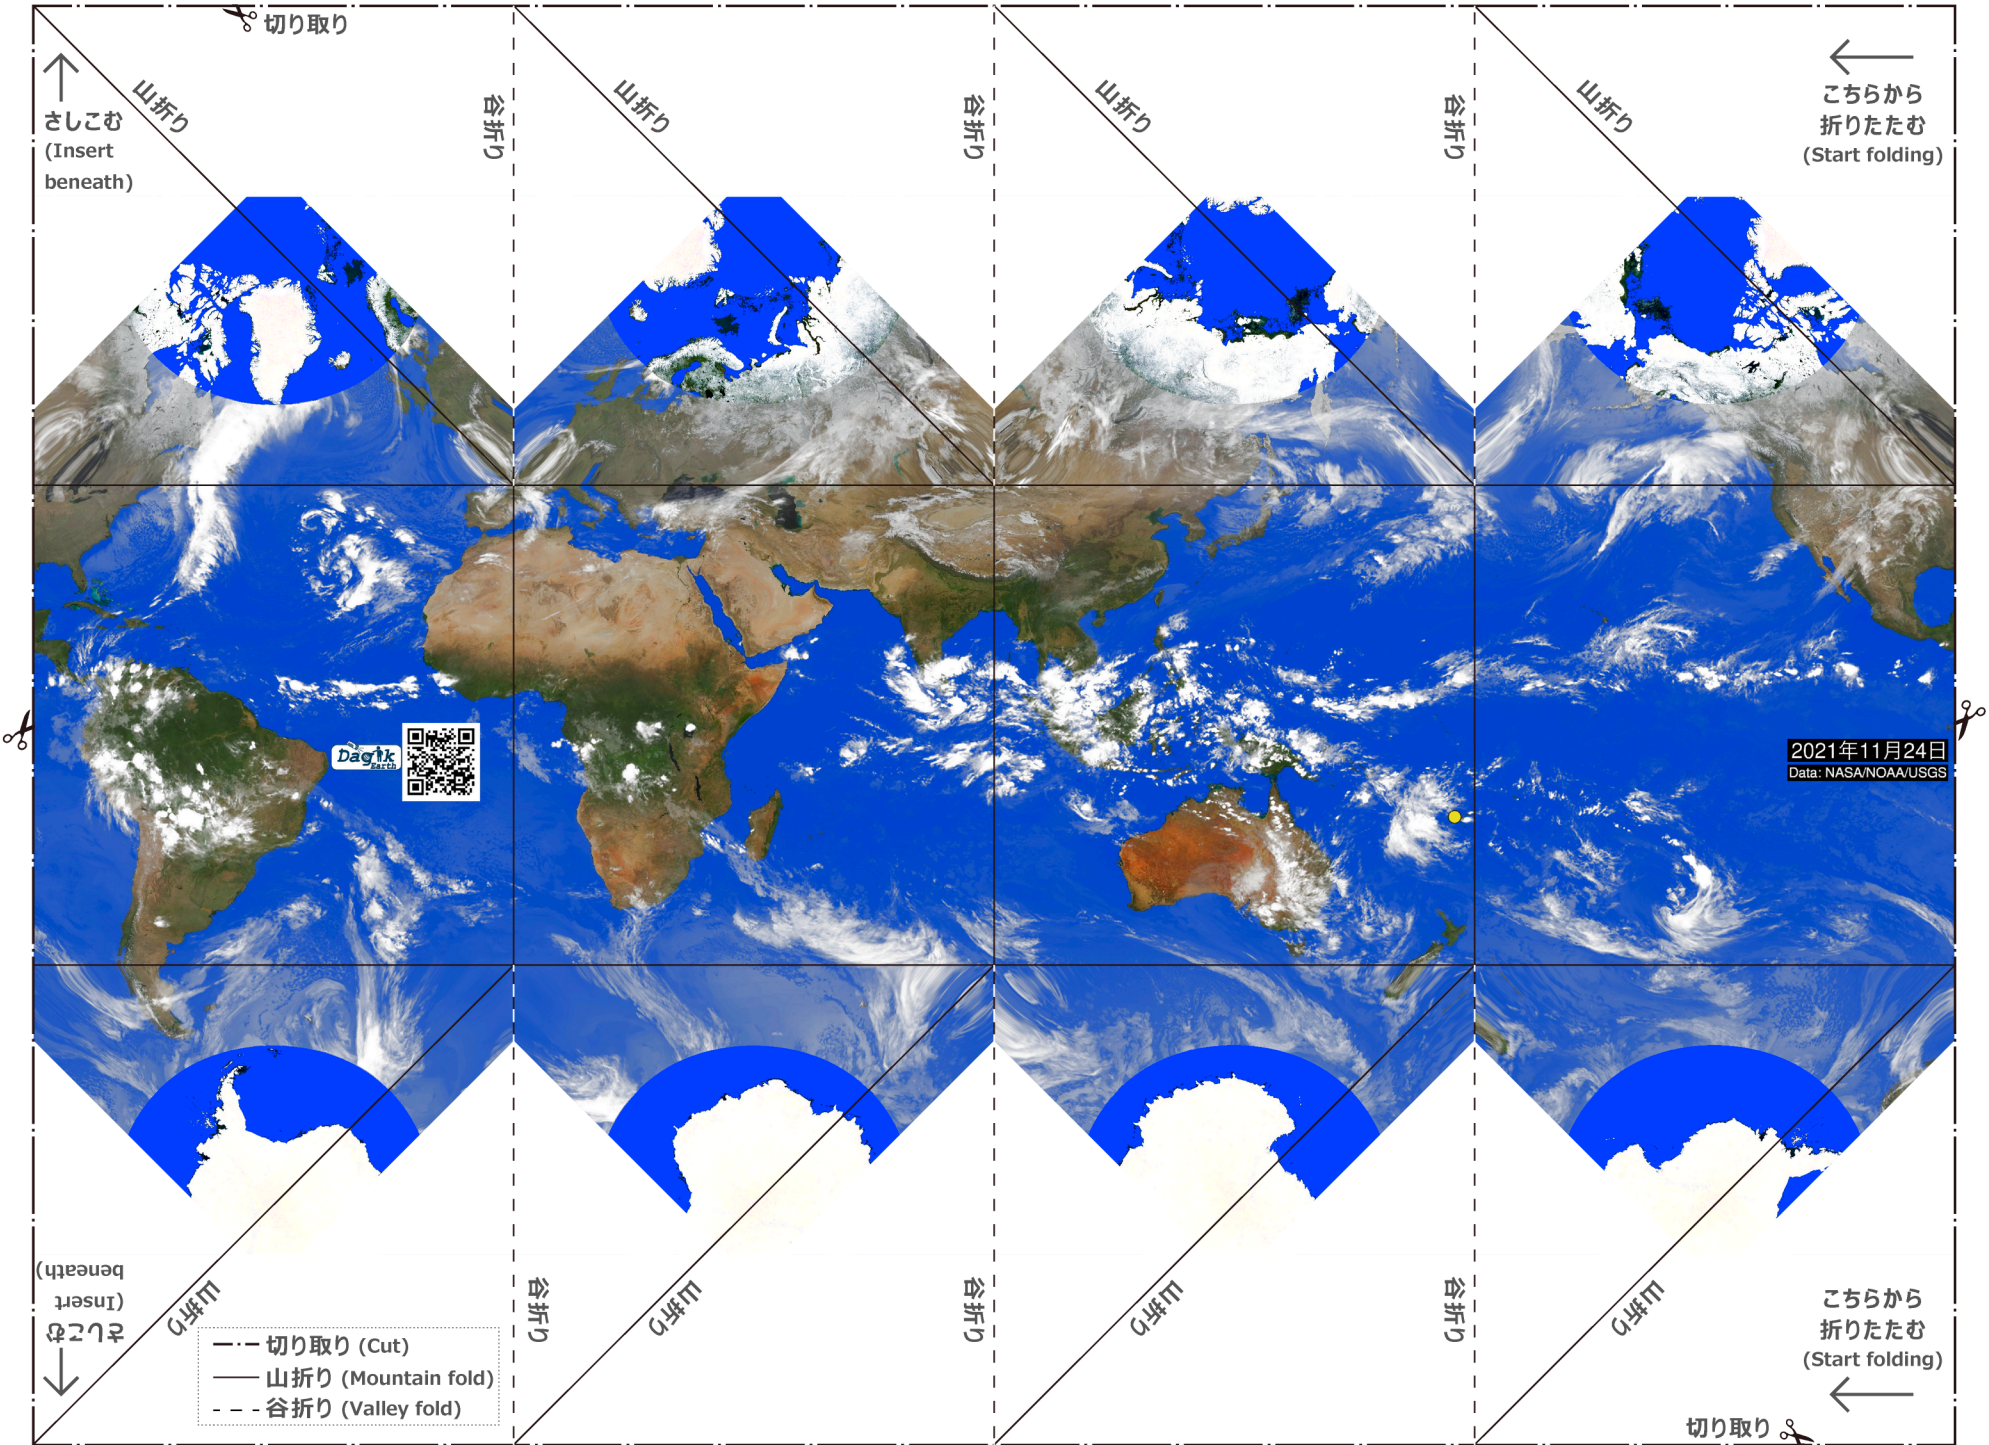 切り取り
さしこむ
(Insert
beneath)
山折り
谷折り
山折り
谷折り
山折り
谷折り
山折り
こちらから
折りたたむ
(Start folding)
Dagik
Earth
2021年11月24日
Data: NASA/NOAA/USGS
さしこむ
(Insert
beneath)
山折り
谷折り
山折り
谷折り
山折り
谷折り
山折り
こちらから
折りたたむ
(Start folding)
切り取り (Cut)
山折り (Mountain fold)
谷折り (Valley fold)
切り取り